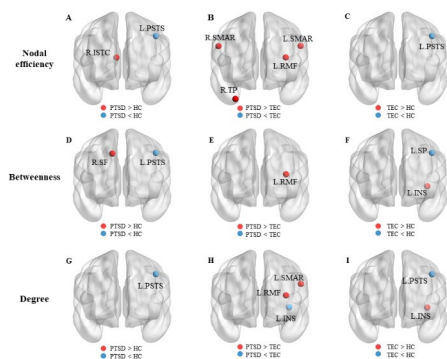 A
B
C
Nodal
efficiency
R.ISTC
L.PSTS
R.SMAR
L.SMAR
L.RMF
R.TP
L.PSTS
PTSD > HC
PTSD < HC
PTSD > TEC
PTSD < TEC
TEC > HC
TEC < HC
D
E
F
Betweenness
R.SF
L.PSTS
L.RMF
L.SP
L.INS
PTSD > HC
PTSD < HC
PTSD > TEC
PTSD < TEC
TEC > HC
TEC < HC
G
H
I
Degree
L.PSTS
L.SMAR
L.RMF
L.INS
L.PSTS
L.INS
PTSD > HC
PTSD < HC
PTSD > TEC
PTSD < TEC
TEC > HC
TEC < HC